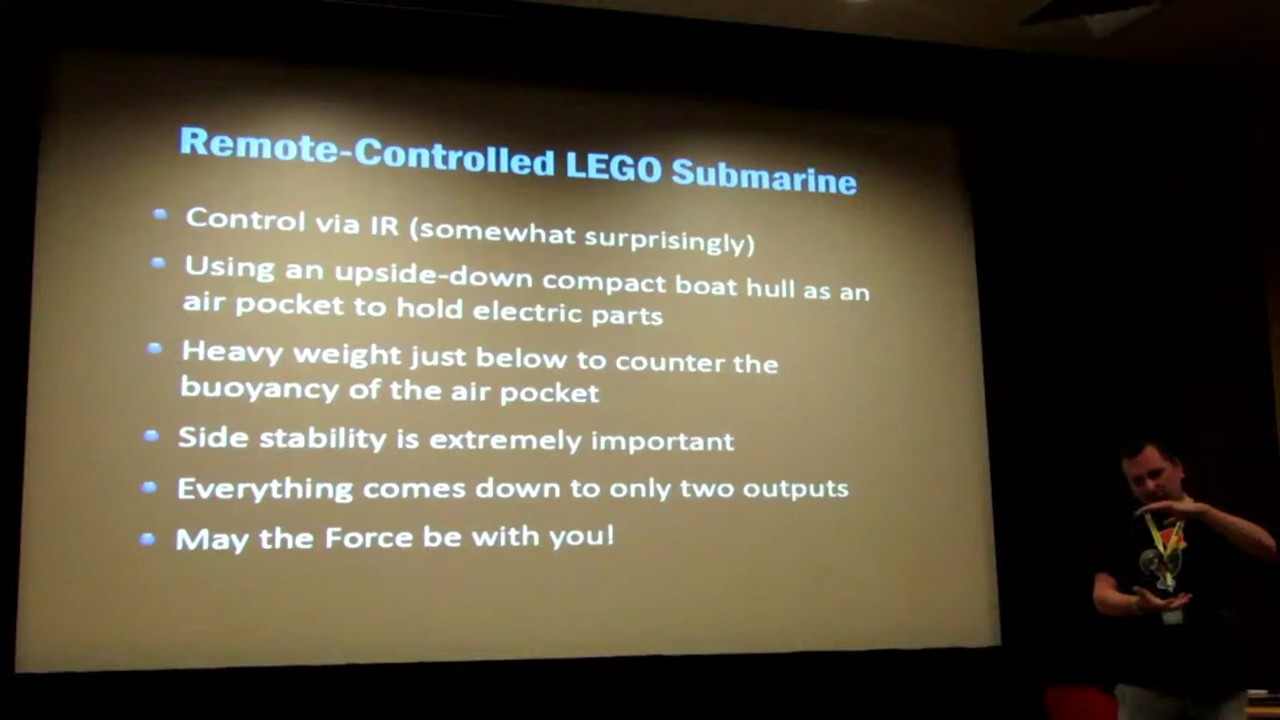 Remote-Controlled LEGO Submarine
Control via IR (somewhat surprisingly)
Using an upside-down compact boat hull as an
air pocket to hold electric parts
Heavy weight just below to counter the
buoyancy of the air pocket
Side stability is extremely important
Everything comes down to only two outputs
May the Force be with you!